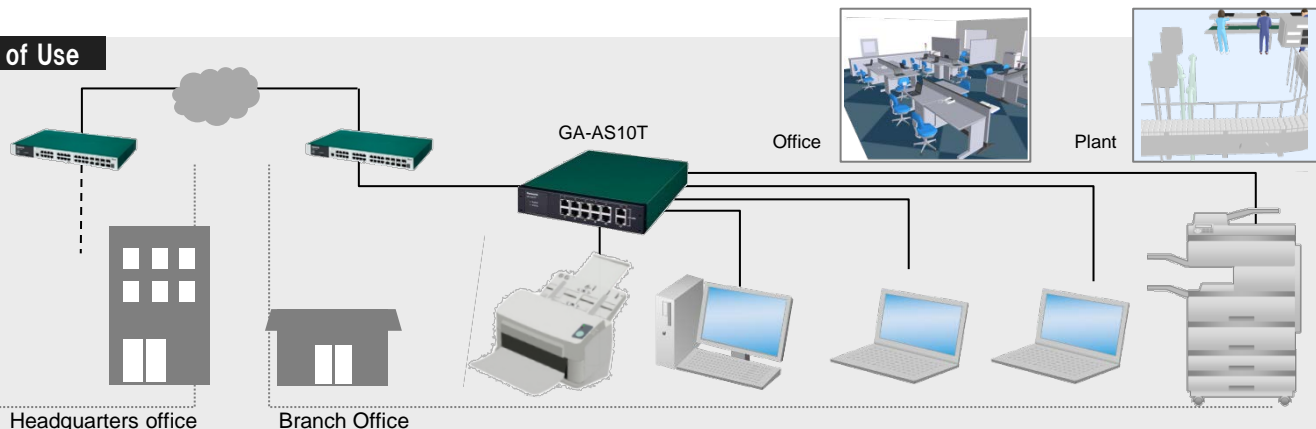 of Use
GA-AS10T
Office
Plant
Headquarters office
Branch Office